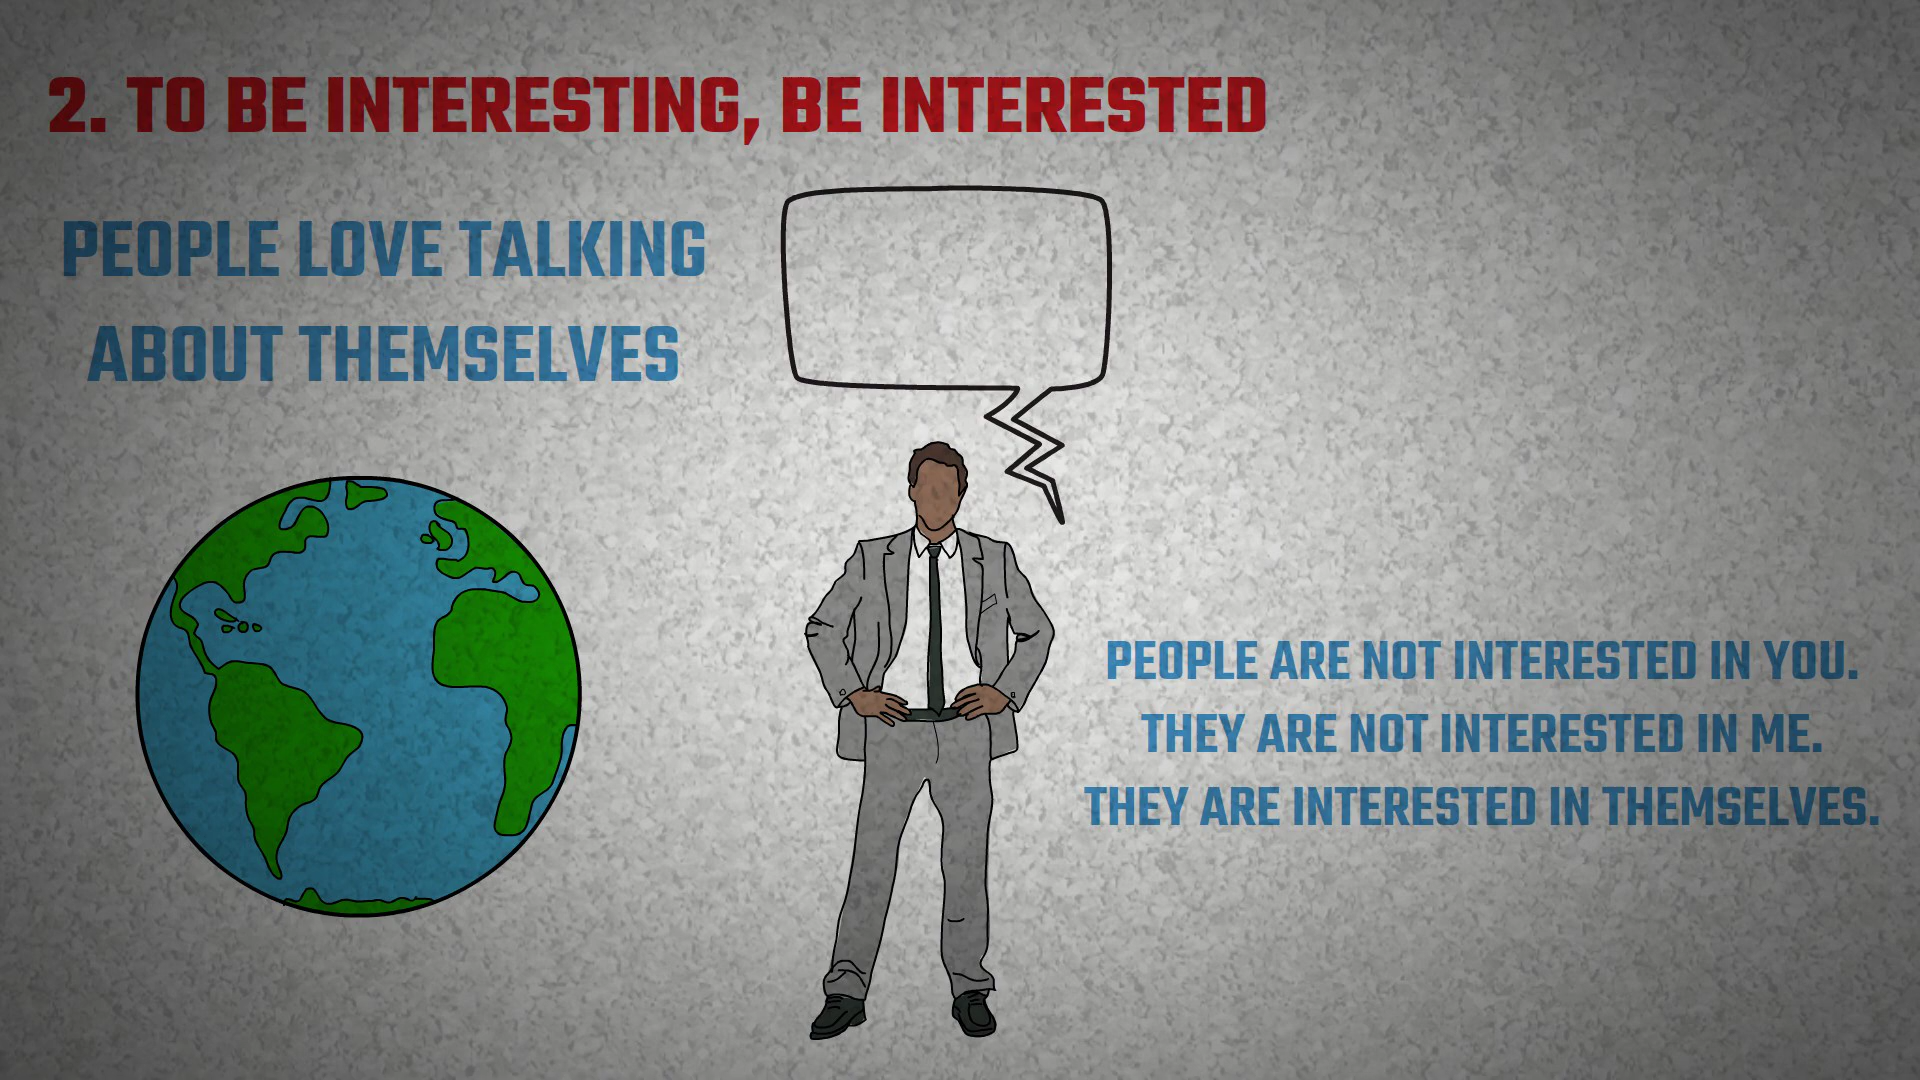 2. TO BE INTERESTING, BE INTERESTED
PEOPLE LOVE TALKING
ABOUT THEMSELVES
PEOPLE ARE NOT INTERESTED IN YOU.
THEY ARE NOT INTERESTED IN ME.
THEY ARE INTERESTED IN THEMSELVES.